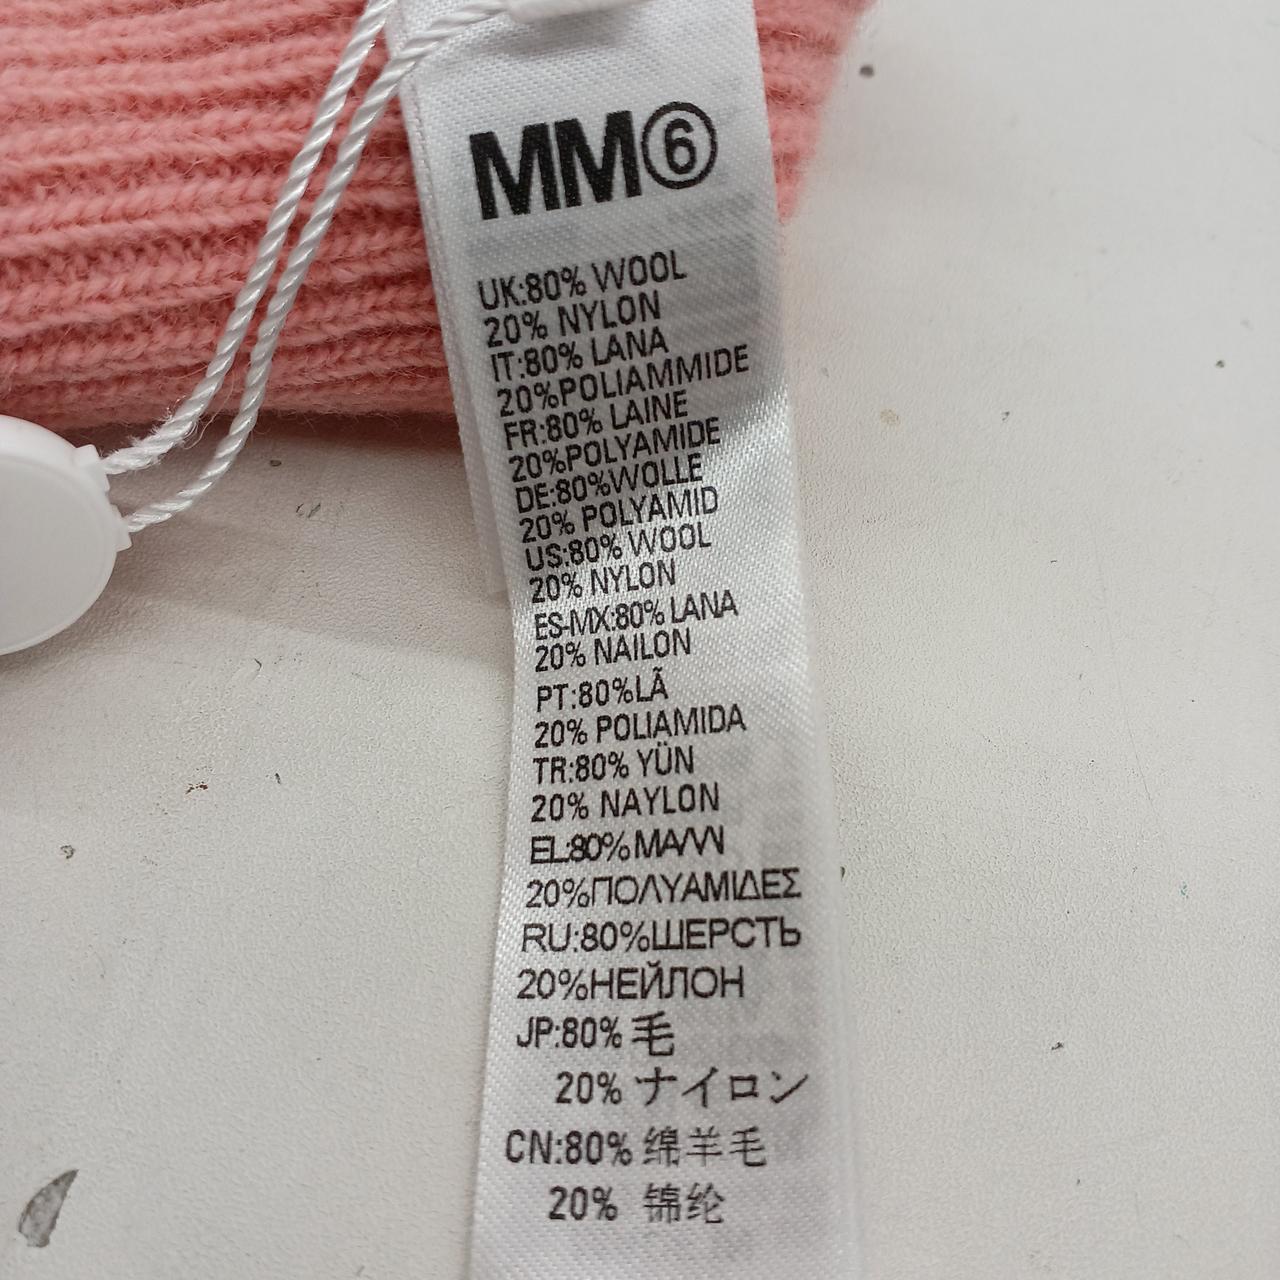 MM⑥
UK:80% WOOL
20% NYLON
IT:80% LANA
20%POLIAMMIDE
FR:80% LAINE
20%POLYAMIDE
DE:80%WOLLE
20% POLYAMID
US:80% WOOL
20% NYLON
ES-MX:80% LANA
20% NAILON
PT:80%LÃ
20% POLIAMIDA
TR:80% YÜN
20% NAYLON
EL:80% ΜΑΛΛΙ
20%ΠΟΛΥΑΜΙΔΕΣ
RU:80%ШЕРСТЬ
20%НЕЙЛОН
JP:80% 毛
20% ナイロン
CN:80% 绵羊毛
20% 锦纶